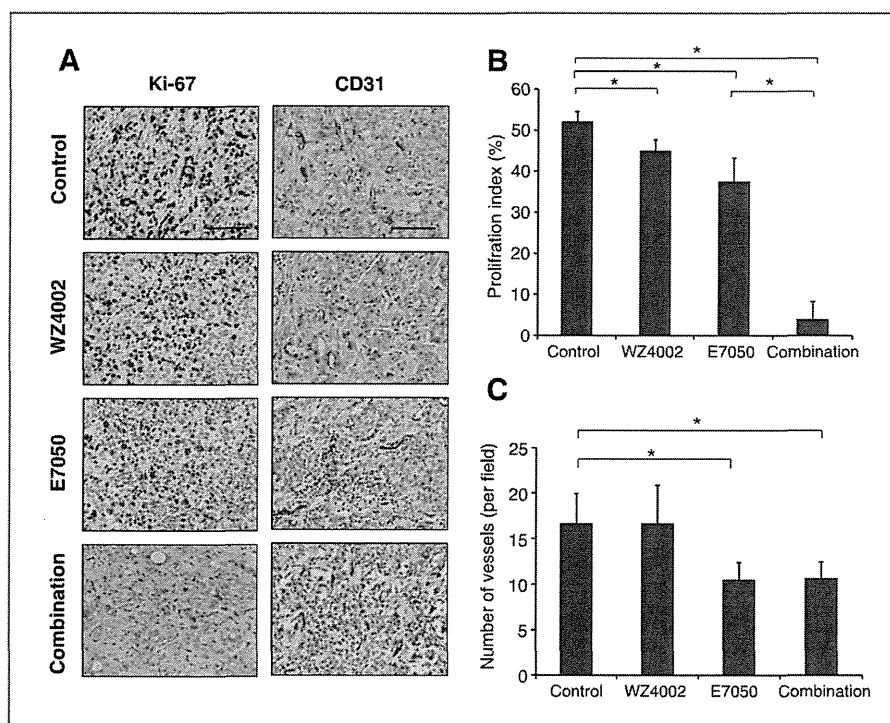 A
Ki-67 CD31
Control
WZ4002
E7050
Combination
B
* * * *
Prolifration index (%)
60
50
40
30
20
10
0
Control WZ4002 E7050 Combination
C
* *
Number of vessels (per field)
25
20
15
10
5
0
Control WZ4002 E7050 Combination